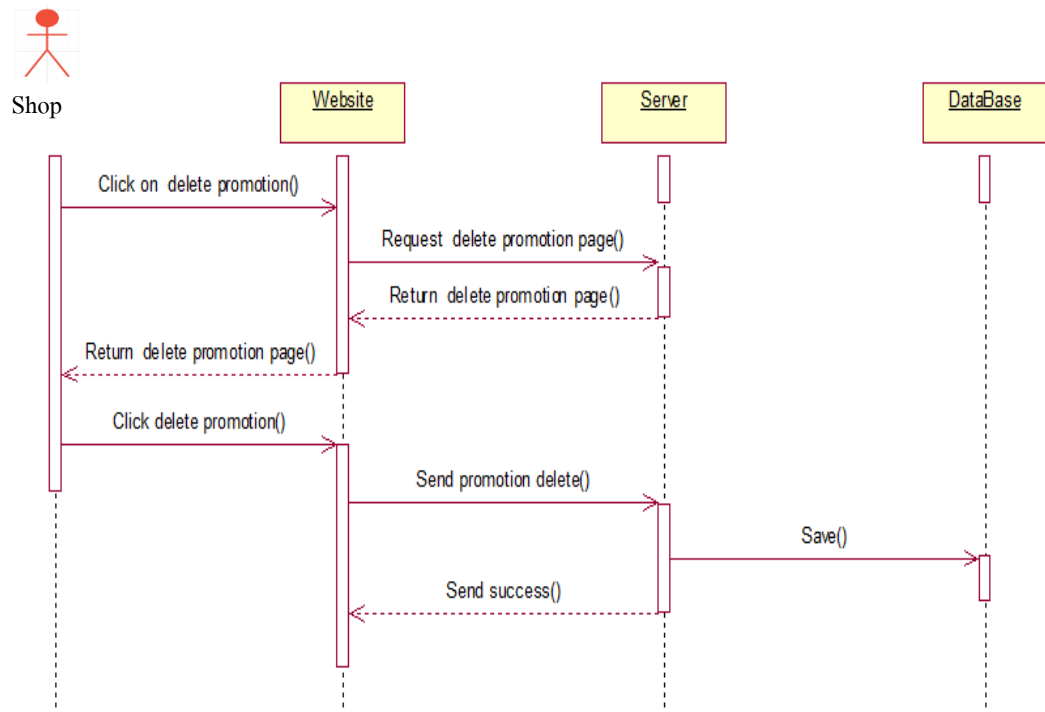 Shop
Website
Server
DataBase
Click on delete promotion()
Request delete promotion page()
Return delete promotion page()
Return delete promotion page()
Click delete promotion()
Send promotion delete()
Save()
Send success()